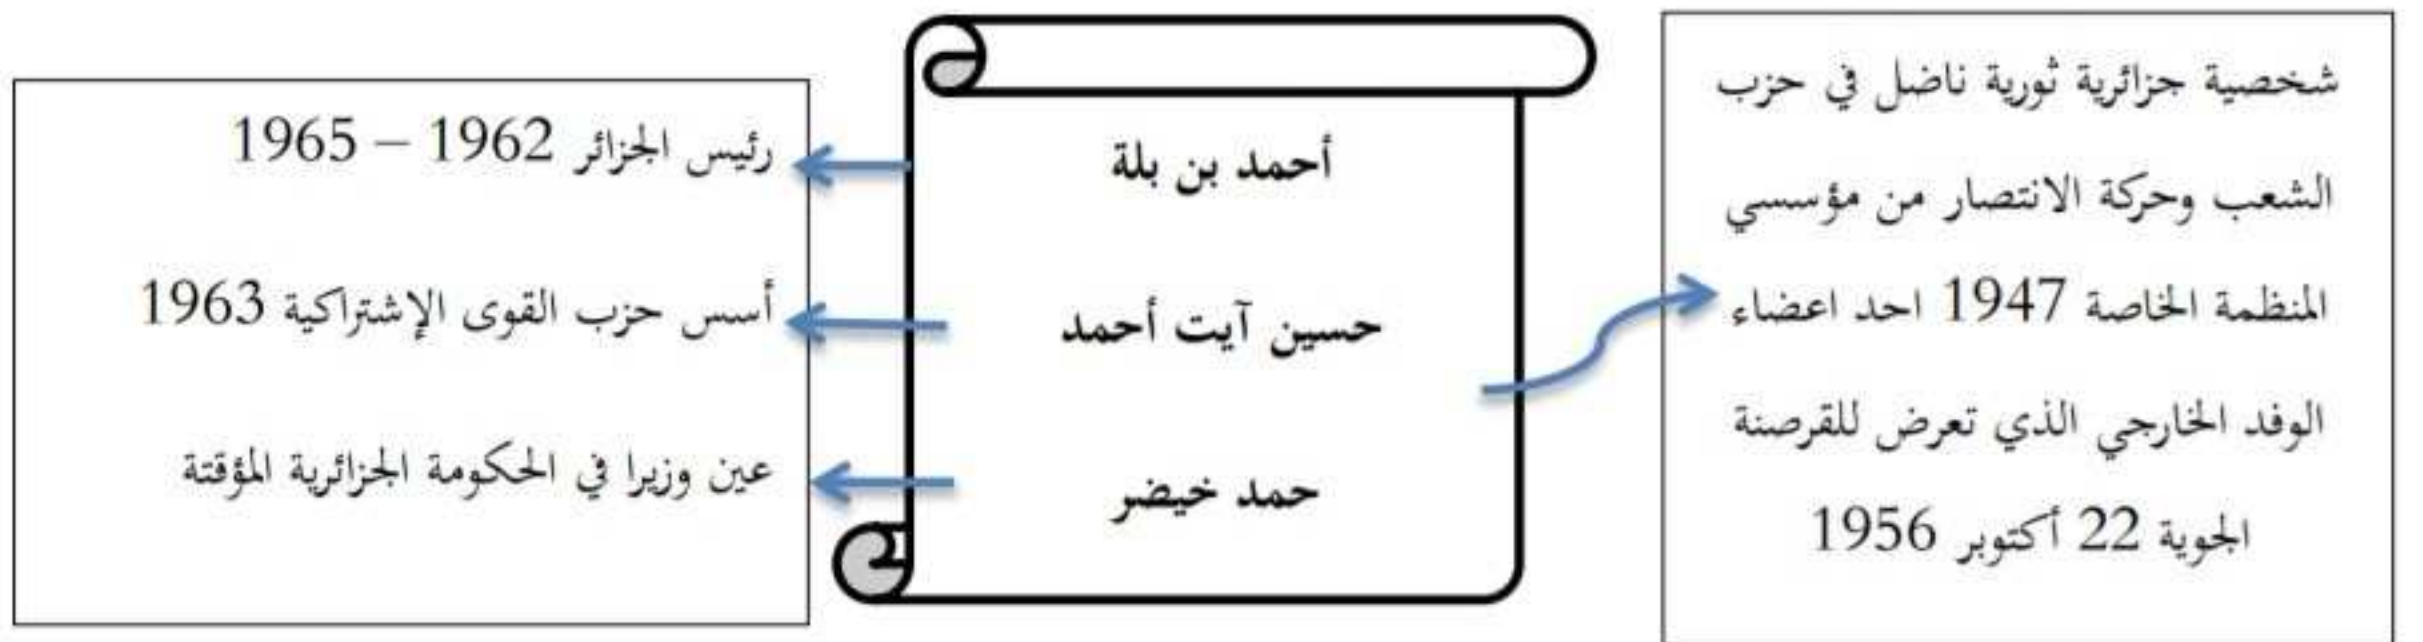 شخصية جزائرية ثورية ناضل في حزب
الشعب وحركة الانتصار من مؤسسي
المنظمة الخاصة 1947 احد اعضاء
الوفد الخارجي الذي تعرض للقرصنة
الجوية 22 أكتوبر 1956
أحمد بن بلة
حسين آيت أحمد
حمد خيضر
رئيس الجزائر 1962 – 1965
أسس حزب القوى الإشتراكية 1963
عين وزيرا في الحكومة الجزائرية المؤقتة